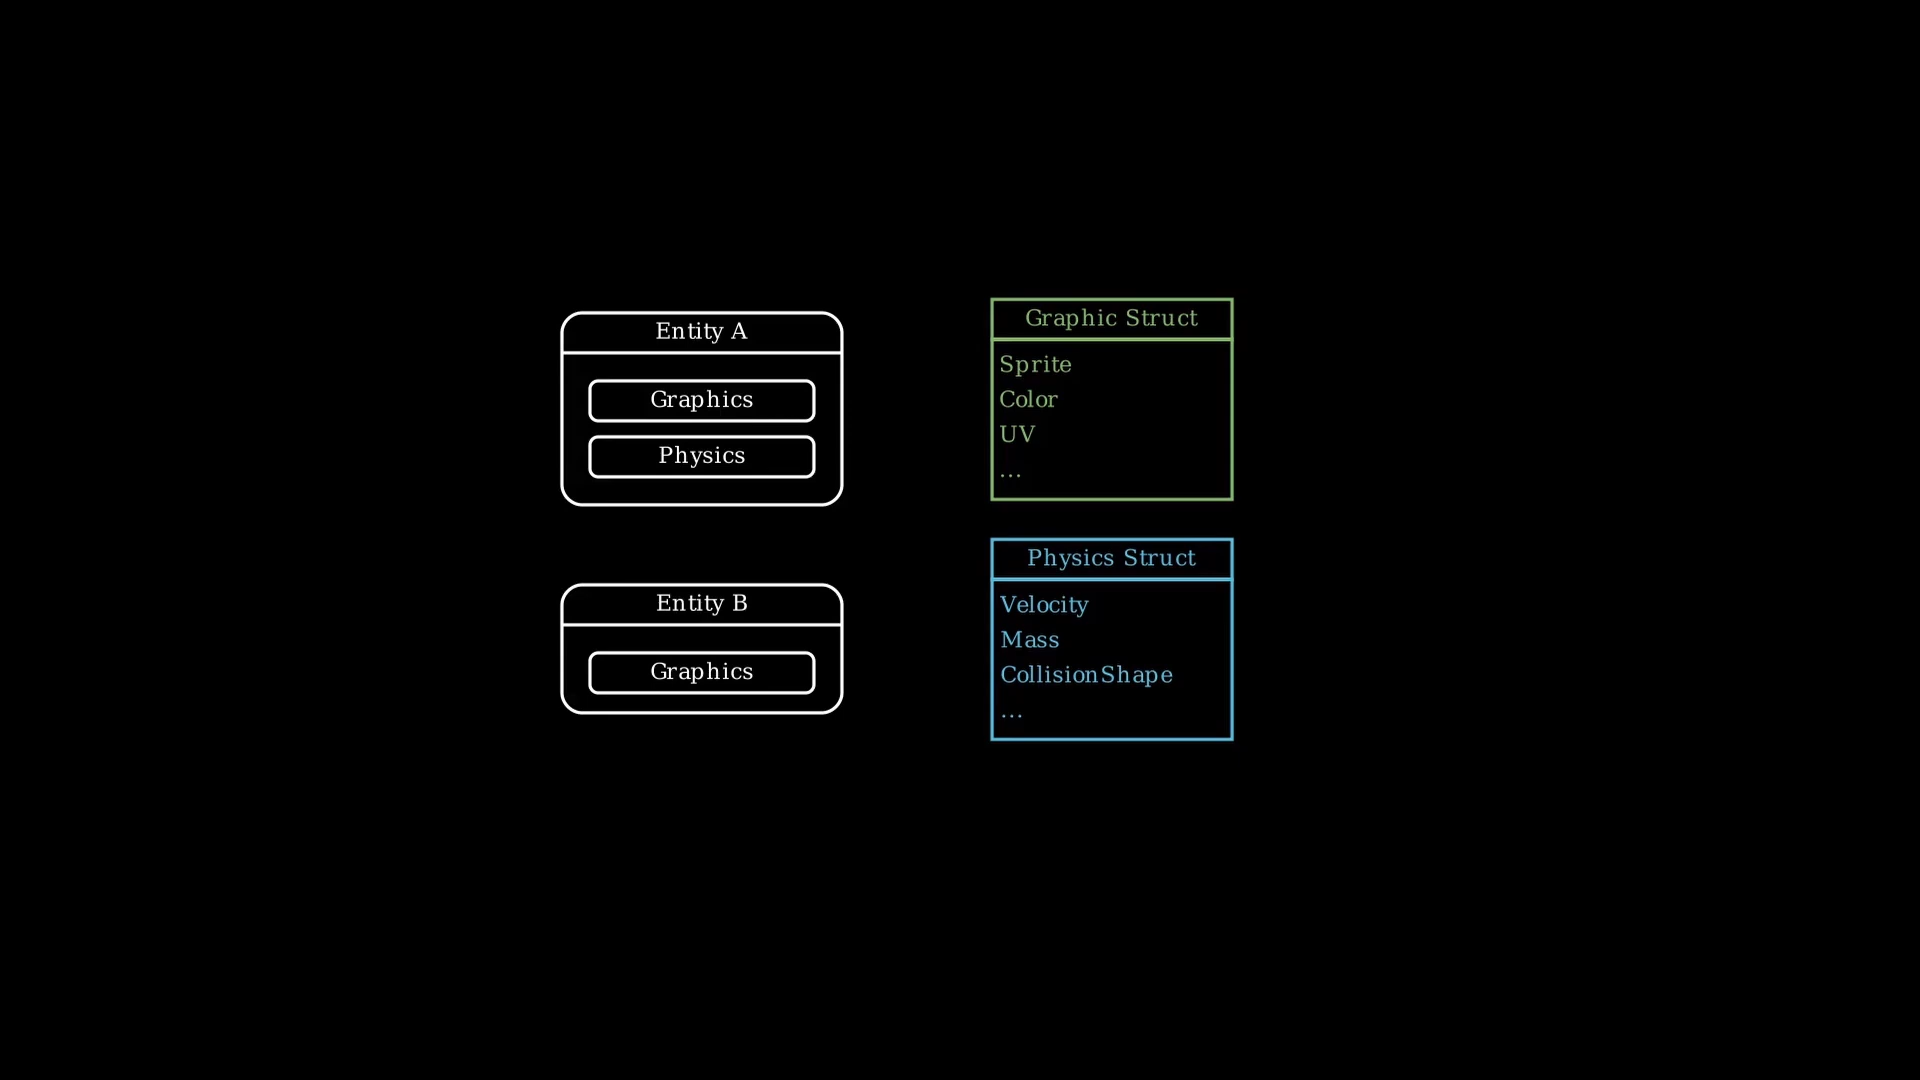 Entity A
Graphics
Physics
Entity B
Graphics
Graphic Struct
Sprite
Color
UV
...
Physics Struct
Velocity
Mass
CollisionShape
...